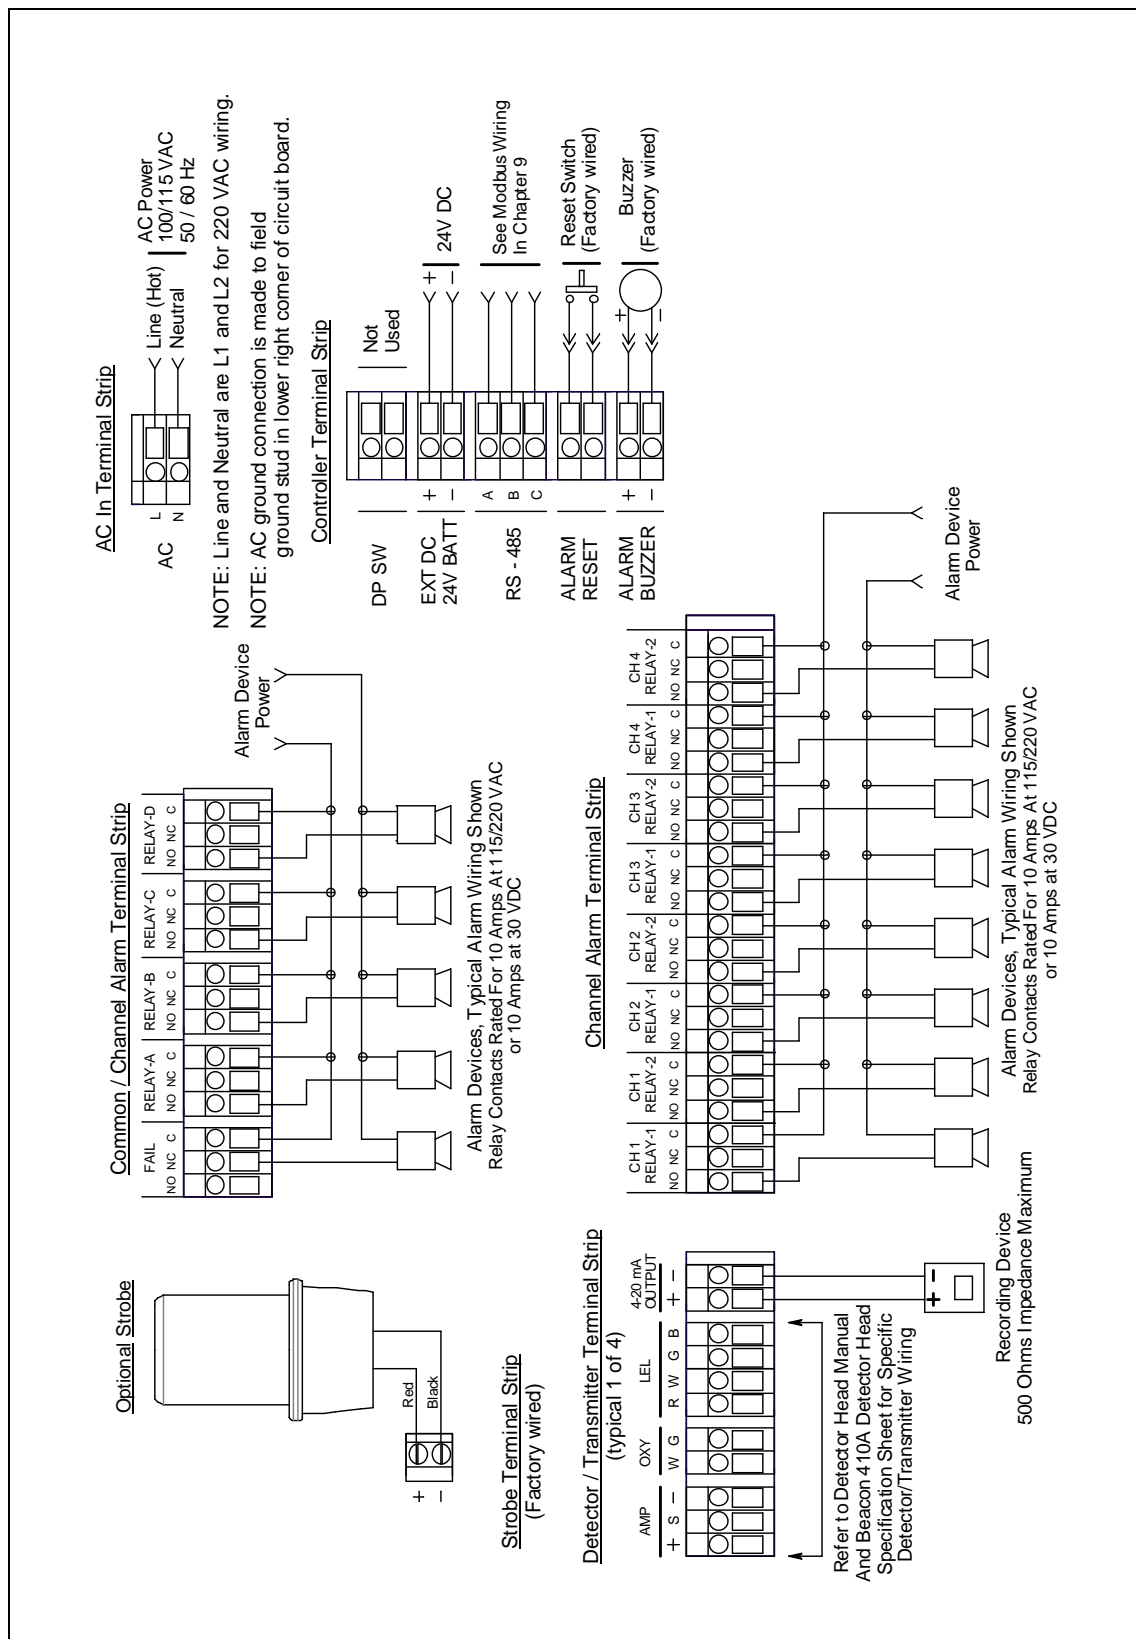 Optional Strobe
Red
Black
+
−
Strobe Terminal Strip
(Factory wired)
Common / Channel Alarm Terminal Strip
FAIL
RELAY-A
RELAY-B
RELAY-C
RELAY-D
NO NC C
NO NC C
NO NC C
NO NC C
NO NC C
Alarm Device
Power
Alarm Devices, Typical Alarm Wiring Shown
Relay Contacts Rated For 10 Amps At 115/220 VAC
or 10 Amps at 30 VDC
AC In Terminal Strip
L
N
AC
Line (Hot)
Neutral
AC Power
100/115 VAC
50 / 60 Hz
NOTE: Line and Neutral are L1 and L2 for 220 VAC wiring.
NOTE: AC ground connection is made to field
ground stud in lower right corner of circuit board.
Controller Terminal Strip
DP SW
Not
Used
EXT DC
24V BATT
+
−
+
−
24V DC
RS - 485
A
B
C
See Modbus Wiring
In Chapter 9
ALARM
RESET
Reset Switch
(Factory wired)
ALARM
BUZZER
+
−
+
−
Buzzer
(Factory wired)
Detector / Transmitter Terminal Strip
(typical 1 of 4)
AMP
+ S −
OXY
W G
LEL
R W G B
4-20 mA
OUTPUT
+ −
Refer to Detector Head Manual
And Beacon 410A Detector Head
Specification Sheet for Specific
Detector/Transmitter Wiring
+ −
Recording Device
500 Ohms Impedance Maximum
Channel Alarm Terminal Strip
CH 1
RELAY-1
CH 1
RELAY-2
CH 2
RELAY-1
CH 2
RELAY-2
CH 3
RELAY-1
CH 3
RELAY-2
CH 4
RELAY-1
CH 4
RELAY-2
NO NC C
NO NC C
NO NC C
NO NC C
NO NC C
NO NC C
NO NC C
NO NC C
Alarm Device
Power
Alarm Devices, Typical Alarm Wiring Shown
Relay Contacts Rated For 10 Amps At 115/220 VAC
or 10 Amps at 30 VDC